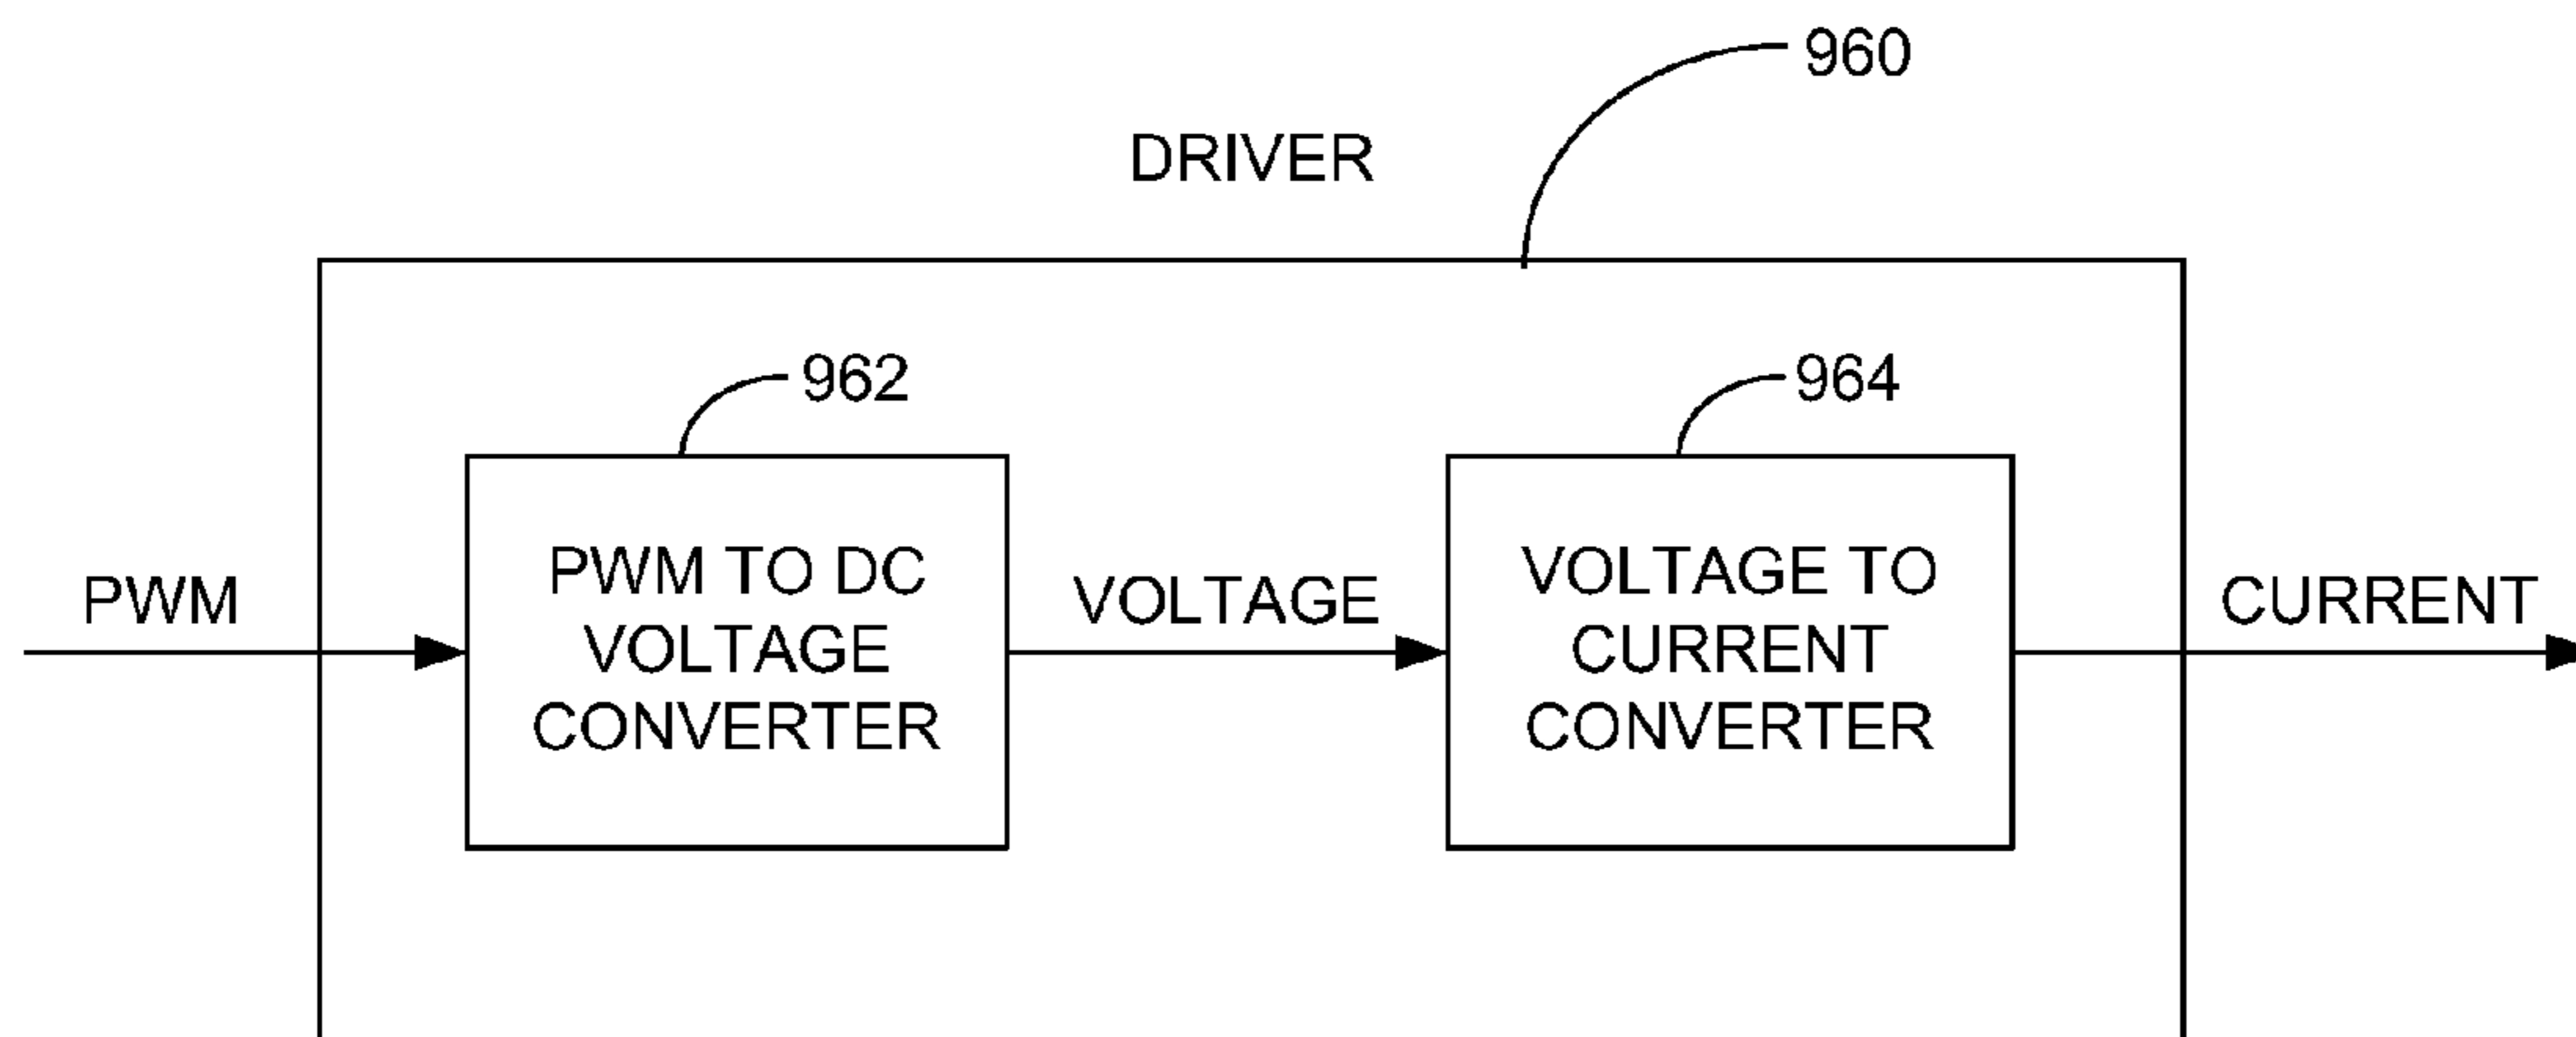 960
DRIVER
962
964
PWM
PWM TO DC
VOLTAGE
CONVERTER
VOLTAGE
VOLTAGE TO
CURRENT
CONVERTER
CURRENT